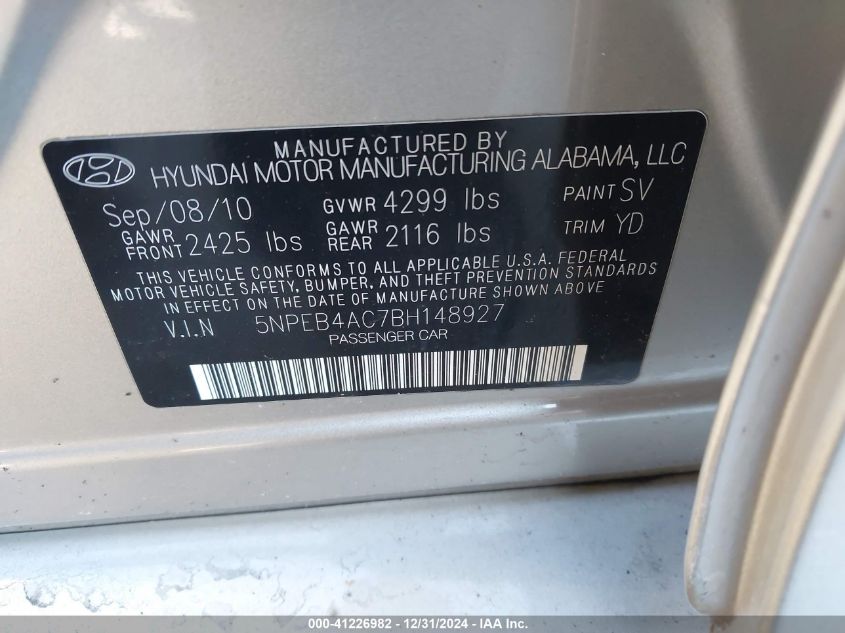 MANUFACTURED BY
HYUNDAI MOTOR MANUFACTURING ALABAMA, LLC
Sep/08/10 GVWR 4299 lbs PAINT SV
GAWR FRONT 2425 lbs GAWR REAR 2116 lbs TRIM YD
THIS VEHICLE CONFORMS TO ALL APPLICABLE U.S.A. FEDERAL
MOTOR VEHICLE SAFETY, BUMPER, AND THEFT PREVENTION STANDARDS
IN EFFECT ON THE DATE OF MANUFACTURE SHOWN ABOVE.
V.I.N 5NPEB4AC7BH148927
PASSENGER CAR
000-41226982 - 12/31/2024 - IAA Inc.